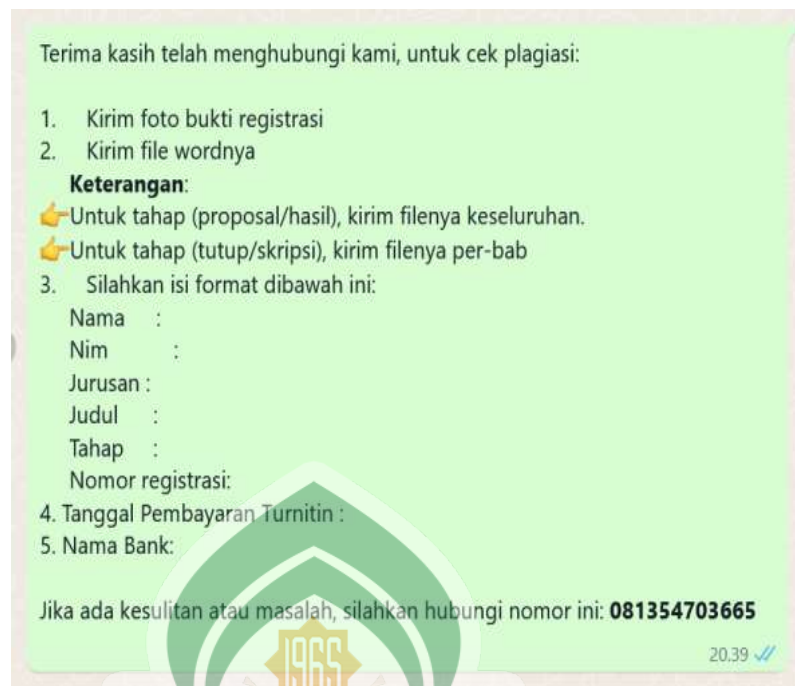 Terima kasih telah menghubungi kami, untuk cek plagiasi:
1. Kirim foto bukti registrasi
2. Kirim file wordnya
Keterangan:
👉Untuk tahap (proposal/hasil), kirim filenya keseluruhan.
👉Untuk tahap (tutup/skripsi), kirim filenya per-bab
3. Silahkan isi format dibawah ini:
Nama :
Nim :
Jurusan :
Judul :
Tahap :
Nomor registrasi:
4. Tanggal Pembayaran Turnitin :
5. Nama Bank:
Jika ada kesulitan atau masalah, silahkan hubungi nomor ini: 081354703665
20.39
1965